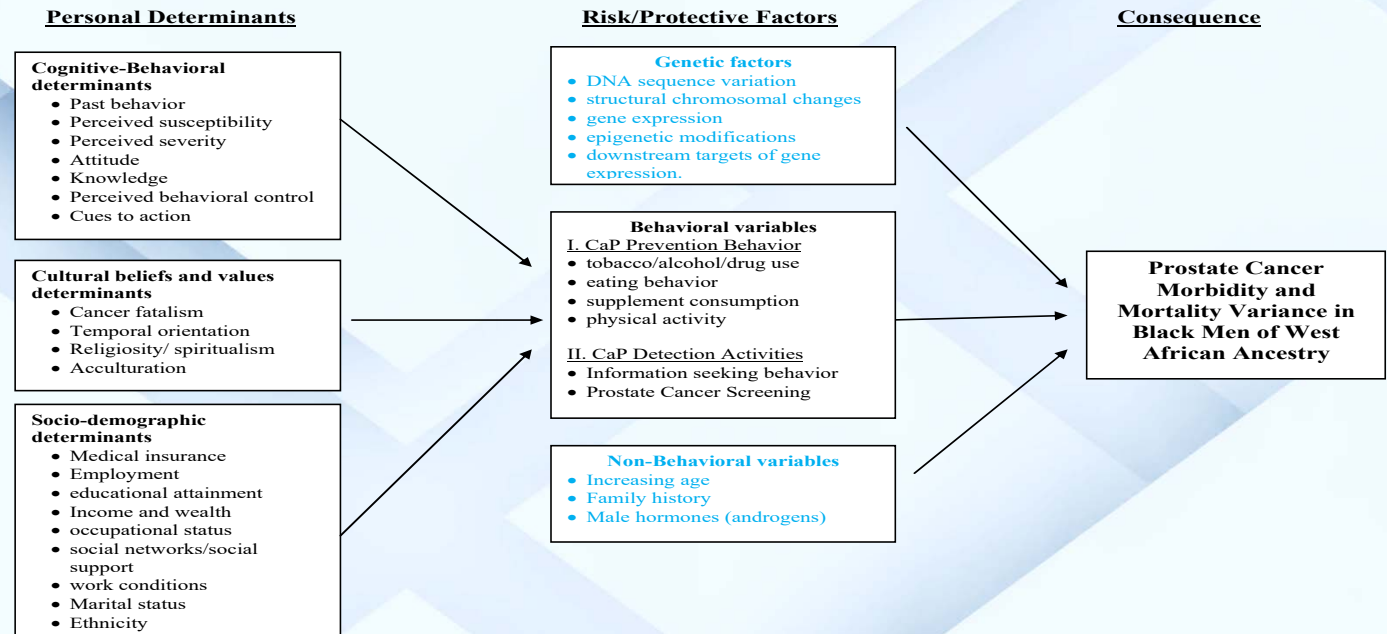 Personal Determinants
Cognitive-Behavioral
determinants
• Past behavior
• Perceived susceptibility
• Perceived severity
• Attitude
• Knowledge
• Perceived behavioral control
• Cues to action
Cultural beliefs and values
determinants
• Cancer fatalism
• Temporal orientation
• Religiosity/ spiritualism
• Acculturation
Socio-demographic
determinants
• Medical insurance
• Employment
• educational attainment
• Income and wealth
• occupational status
• social networks/social
support
• work conditions
• Marital status
• Ethnicity
Risk/Protective Factors
Genetic factors
• DNA sequence variation
• structural chromosomal changes
• gene expression
• epigenetic modifications
• downstream targets of gene
expression.
Behavioral variables
I. CaP Prevention Behavior
• tobacco/alcohol/drug use
• eating behavior
• supplement consumption
• physical activity
II. CaP Detection Activities
• Information seeking behavior
• Prostate Cancer Screening
Non-Behavioral variables
• Increasing age
• Family history
• Male hormones (androgens)
Consequence
Prostate Cancer
Morbidity and
Mortality Variance in
Black Men of West
African Ancestry